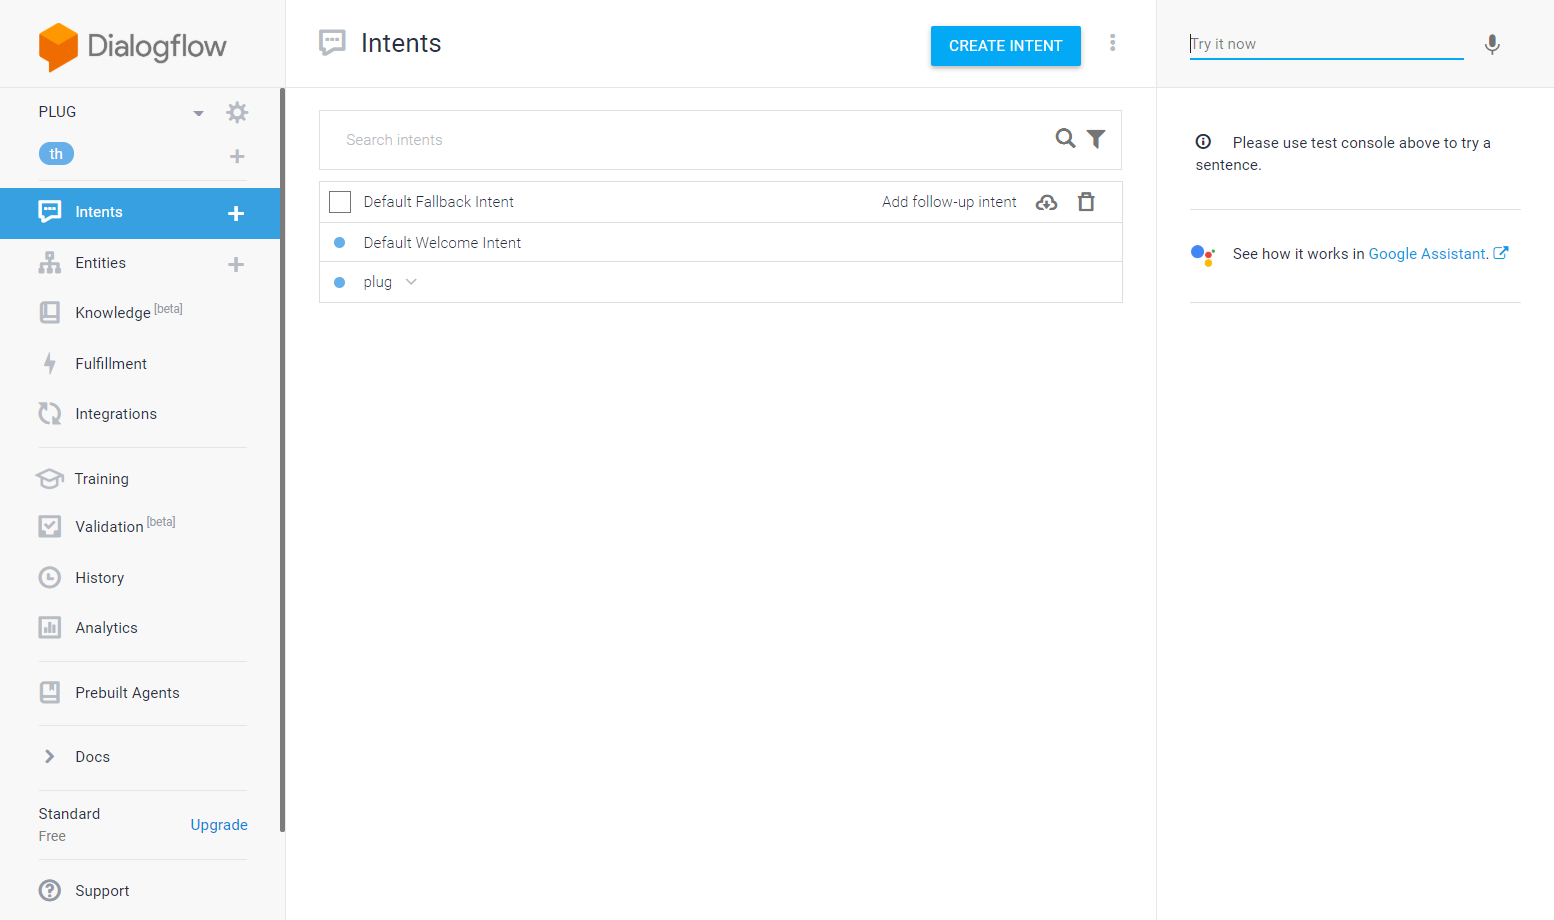 Dialogflow
PLUG
th
Intents
Entities
Knowledge [beta]
Fulfillment
Integrations
Training
Validation [beta]
History
Analytics
Prebuilt Agents
Docs
Standard
Free
Upgrade
Support
Intents
CREATE INTENT
Search intents
Default Fallback Intent
Add follow-up intent
Default Welcome Intent
plug
Try it now
Please use test console above to try a
sentence.
See how it works in Google Assistant.